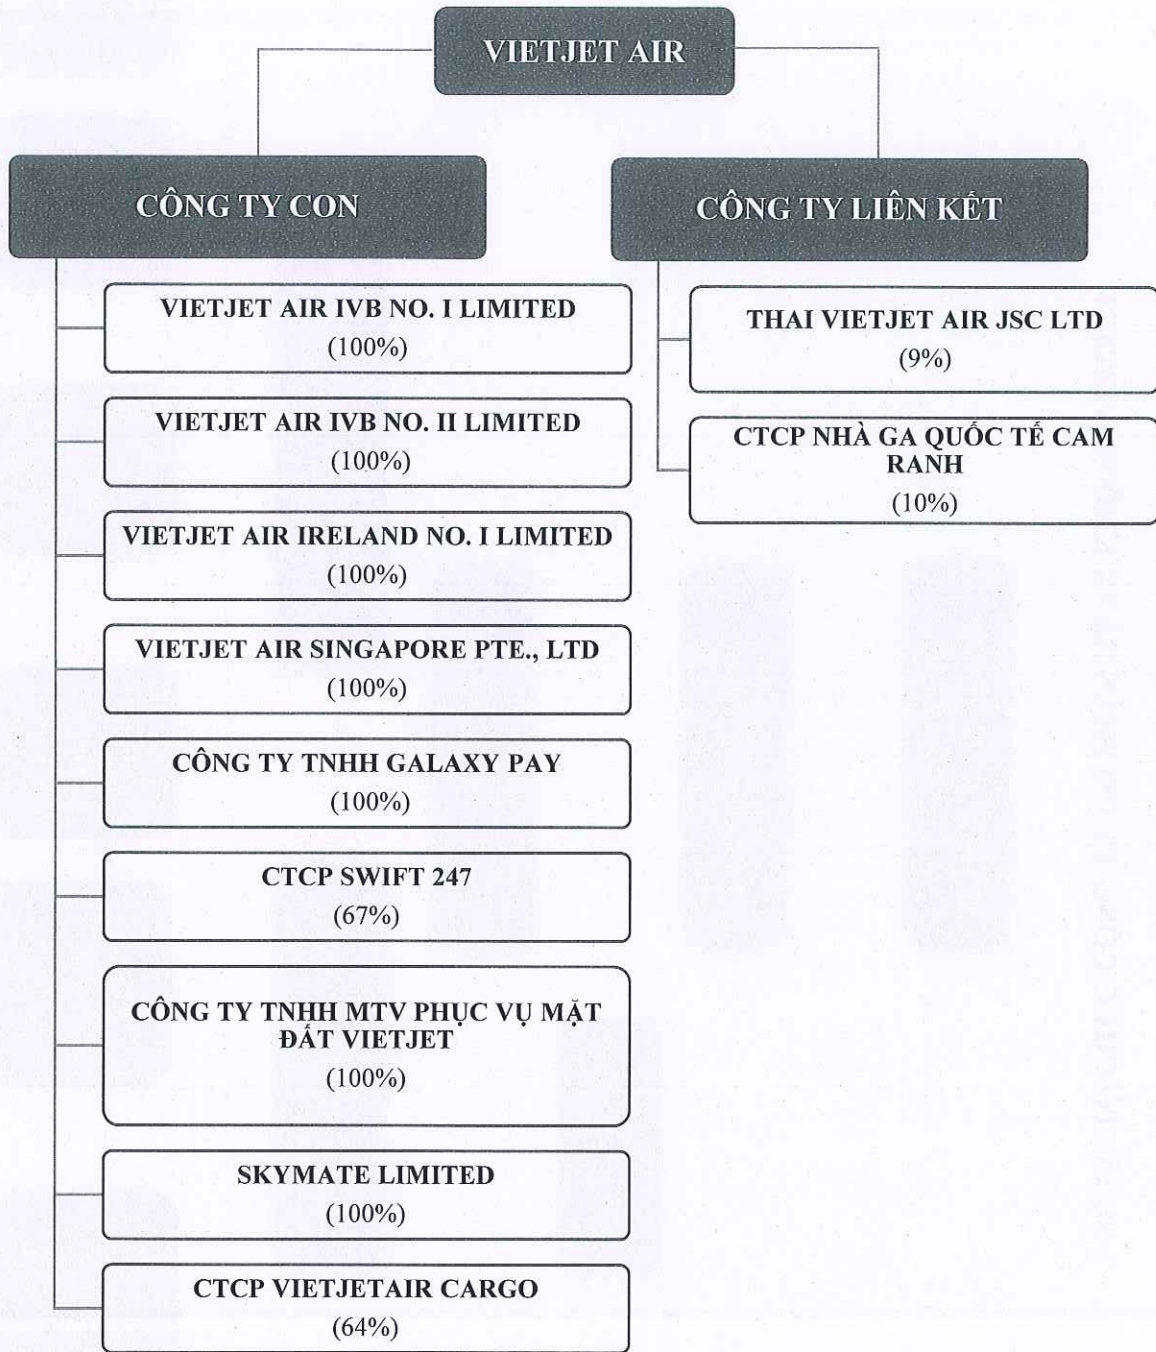 VIETJET AIR
CÔNG TY CON
VIETJET AIR IVB NO. I LIMITED
(100%)
VIETJET AIR IVB NO. II LIMITED
(100%)
VIETJET AIR IRELAND NO. I LIMITED
(100%)
VIETJET AIR SINGAPORE PTE., LTD
(100%)
CÔNG TY TNHH GALAXY PAY
(100%)
CTCP SWIFT 247
(67%)
CÔNG TY TNHH MTV PHỤC VỤ MẶT
ĐẤT VIETJET
(100%)
SKYMATE LIMITED
(100%)
CTCP VIETJETAIR CARGO
(64%)
CÔNG TY LIÊN KẾT
THAI VIETJET AIR JSC LTD
(9%)
CTCP NHÀ GA QUỐC TẾ CAM
RANH
(10%)